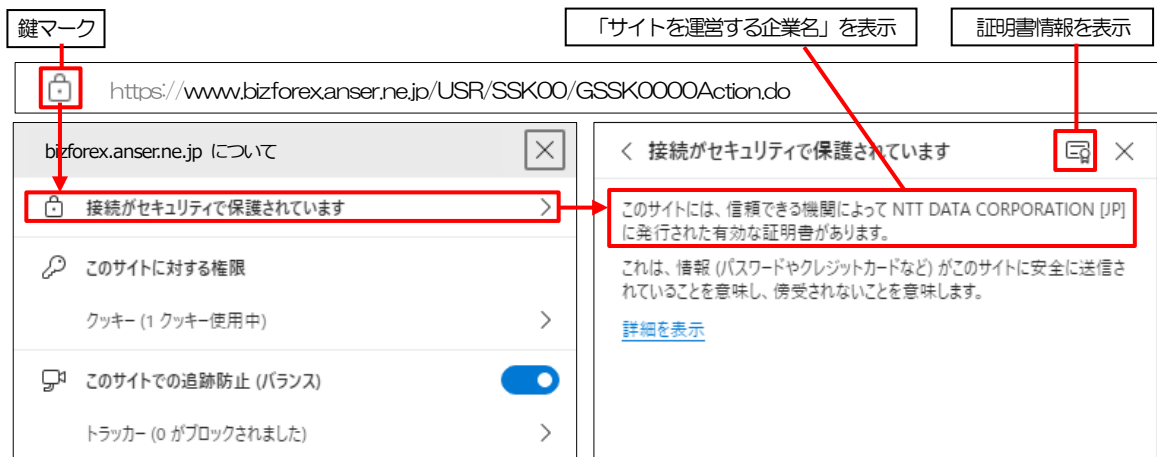 鍵マーク
「サイトを運営する企業名」を表示
証明書情報を表示
https://www.bizforex.anser.ne.jp/USR/SSK00/GSSK0000Action.do
bizforex.anser.ne.jp について
接続がセキュリティで保護されています
このサイトに対する権限
クッキー (1 クッキー使用中)
このサイトでの追跡防止 (バランス)
トラッカー (0 がブロックされました)
接続がセキュリティで保護されています
このサイトには、信頼できる機関によって NTT DATA CORPORATION [JP]
に発行された有効な証明書があります。
これは、情報 (パスワードやクレジットカードなど) がこのサイトに安全に送信さ
れていることを意味し、傍受されないことを意味します。
詳細を表示